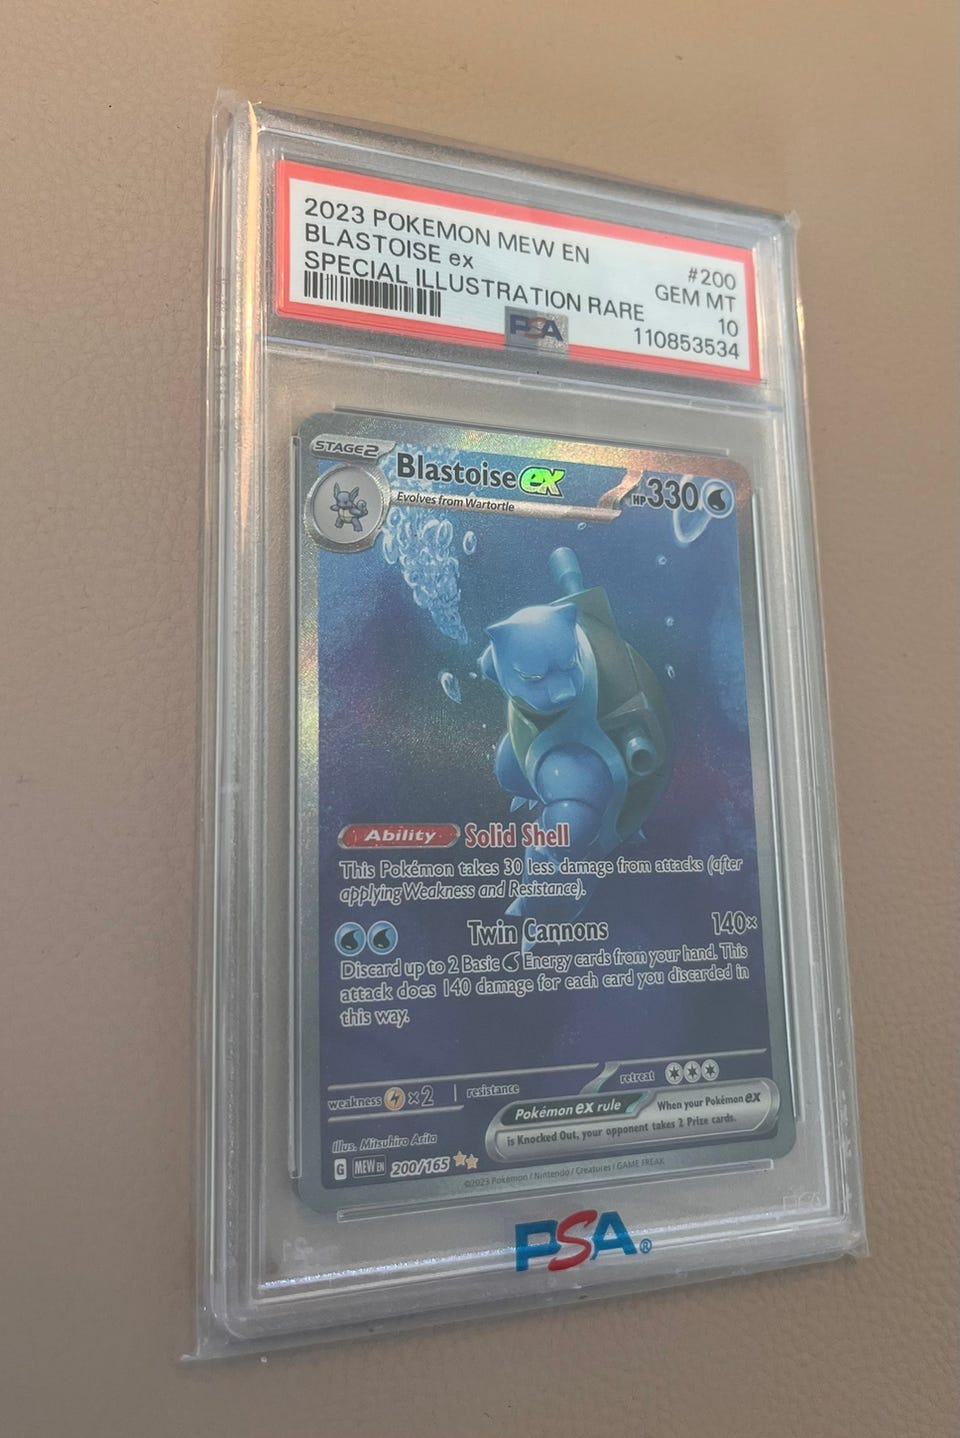 2023 POKEMON MEW EN
#200
BLASTOISE ex
GEM MT
SPECIAL ILLUSTRATION RARE
10
PSA
110853534
STAGE2
Blastoise ex
HP 330
Evolves from Wartortle
Ability Solid Shell
This Pokémon takes 30 less damage from attacks (after
applying Weakness and Resistance).
Twin Cannons 140×
Discard up to 2 Basic Energy cards from your hand. This
attack does 140 damage for each card you discarded in
this way.
weakness ×2 resistance retreat
Pokémon ex rule When your Pokémon ex
is Knocked Out, your opponent takes 2 Prize cards.
Illus. Mitsuhiro Arita
G MEW EN 200/165
©2023 Pokémon / Nintendo / Creatures / GAME FREAK
PSA®